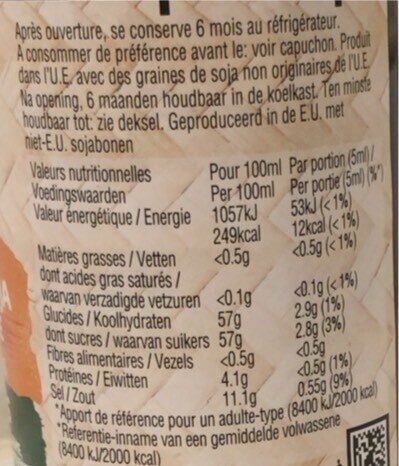 Après ouverture, se conserve 6 mois au réfrigérateur.
A consommer de préférence avant le: voir capuchon. Produit
dans l'U.E. avec des graines de soja non originaires de l'U.E.
Na opening, 6 maanden houdbaar in de koelkast. Ten minste
houdbaar tot: zie deksel. Geproduceerd in de E.U. met
niet-E.U. sojabonen
Valeurs nutritionnelles Pour 100ml Par portion (5ml) /
Voedingswaarden Per 100ml Per portie (5ml) (%*)
Valeur énergétique / Energie 1057kJ 53kJ (<1%)
249kcal 12kcal (<1%)
Matières grasses / Vetten <0.5g <0.5g (<1%)
dont acides gras saturés /
waarvan verzadigde vetzuren <0.1g <0.1g (<1%)
Glucides / Koolhydraten 57g 2.9g (1%)
dont sucres / waarvan suikers 57g 2.8g (3%)
Fibres alimentaires / Vezels <0.5g <0.5g
Protéines / Eiwitten 4.1g <0.5g (1%)
Sel / Zout 11.1g 0.55g (9%)
*Apport de référence pour un adulte-type (8400 kJ/2000 kcal)
*Referentie-inname van een gemiddelde volwassene
(8400 kJ/2000 kcal)